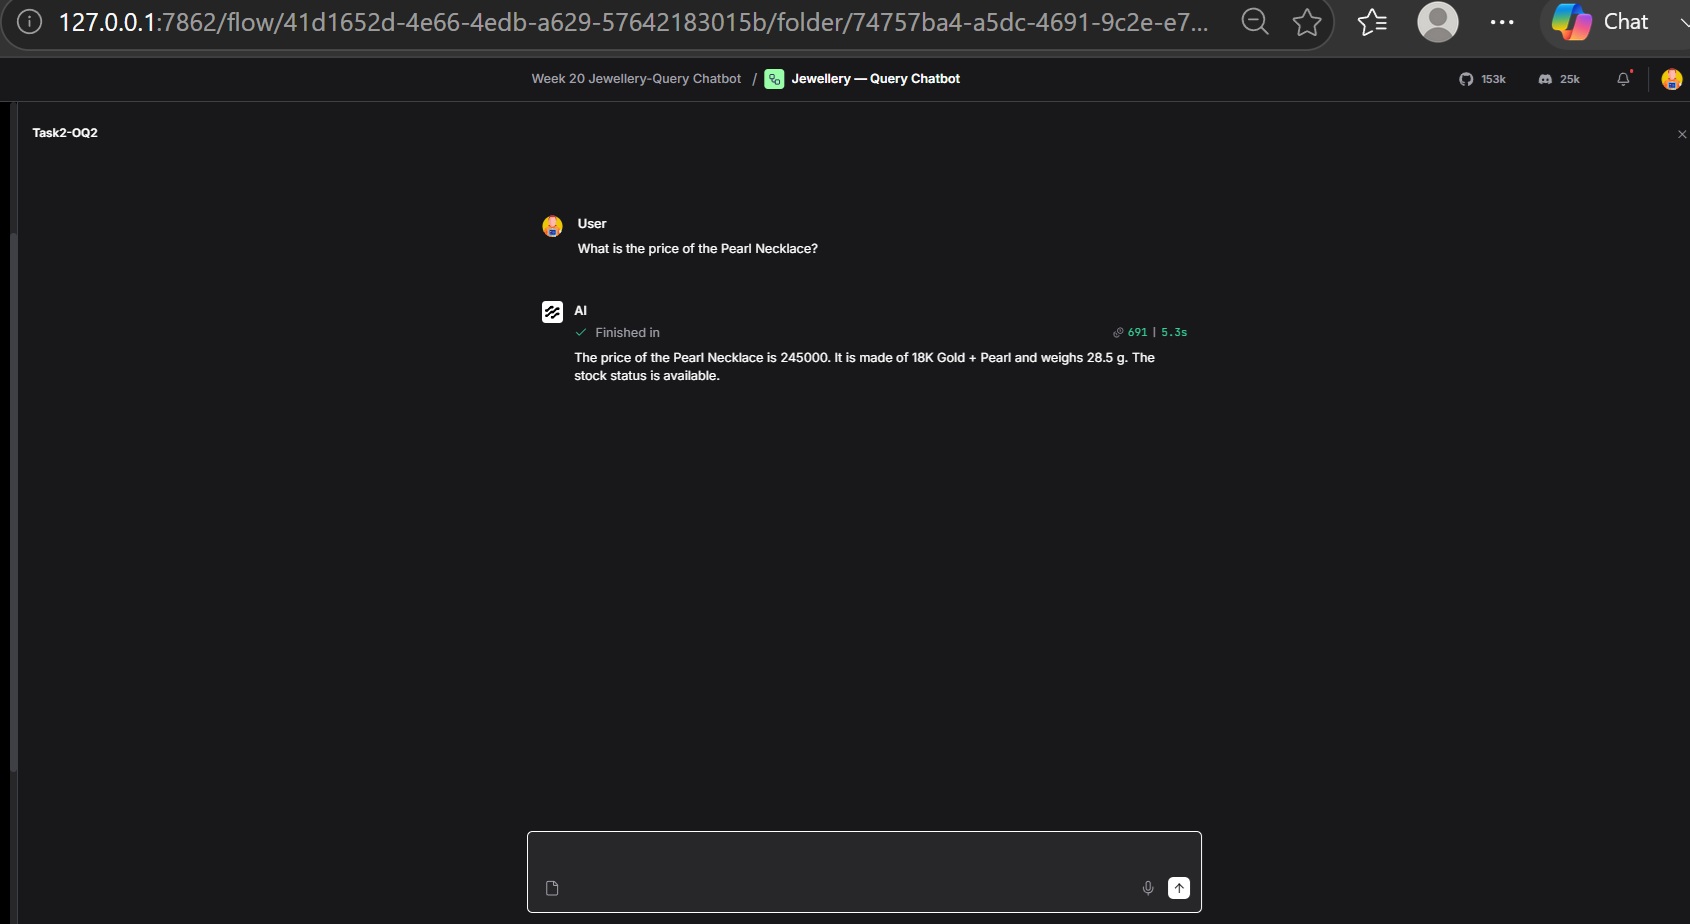 127.0.0.1:7862/flow/41d1652d-4e66-4edb-a629-57642183015b/folder/74757ba4-a5dc-4691-9c2e-e7...
Chat
Week 20 Jewellery-Query Chatbot / Jewellery — Query Chatbot
153k
25k
Task2-OQ2
User
What is the price of the Pearl Necklace?
AI
Finished in
691 | 5.3s
The price of the Pearl Necklace is 245000. It is made of 18K Gold + Pearl and weighs 28.5 g. The
stock status is available.